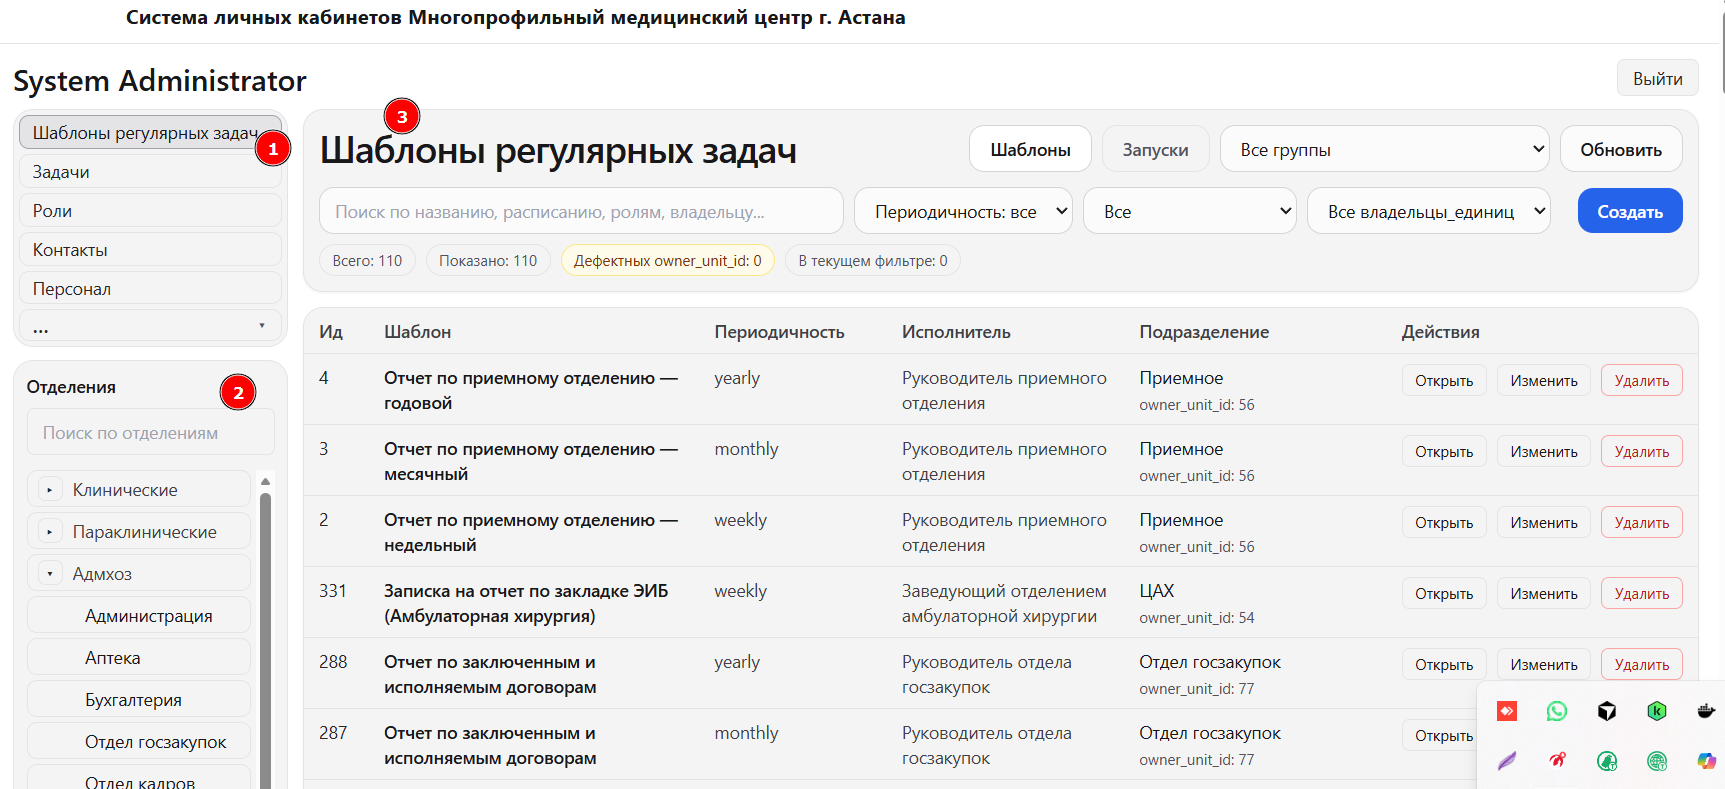 Система личных кабинетов Многопрофильный медицинский центр г. Астана
System Administrator
Выйти
Шаблоны регулярных задач
1
Задачи
Роли
Контакты
Персонал
...
Отделения
2
Поиск по отделениям
Клинические
Параклинические
Адмхоз
Администрация
Аптека
Бухгалтерия
Отдел госзакупок
Отдел кадров
3
Шаблоны регулярных задач
Шаблоны
Запуски
Все группы
Обновить
Поиск по названию, расписанию, ролям, владельцу...
Периодичность: все
Все
Все владельцы_единиц
Создать
Всего: 110
Показано: 110
Дефектных owner_unit_id: 0
В текущем фильтре: 0
Ид Шаблон Периодичность Исполнитель Подразделение Действия
4 Отчет по приемному отделению — yearly Руководитель приемного Приемное Открыть Изменить Удалить
годовой отделения owner_unit_id: 56
3 Отчет по приемному отделению — monthly Руководитель приемного Приемное Открыть Изменить Удалить
месячный отделения owner_unit_id: 56
2 Отчет по приемному отделению — weekly Руководитель приемного Приемное Открыть Изменить Удалить
недельный отделения owner_unit_id: 56
331 Записка на отчет по закладке ЭИБ weekly Заведующий отделением ЦАХ Открыть Изменить Удалить
(Амбулаторная хирургия) амбулаторной хирургии owner_unit_id: 54
288 Отчет по заключенным и yearly Руководитель отдела Отдел госзакупок Открыть Изменить Удалить
исполняемым договорам госзакупок owner_unit_id: 77
287 Отчет по заключенным и monthly Руководитель отдела Отдел госзакупок Открыть
исполняемым договорам госзакупок owner_unit_id: 77